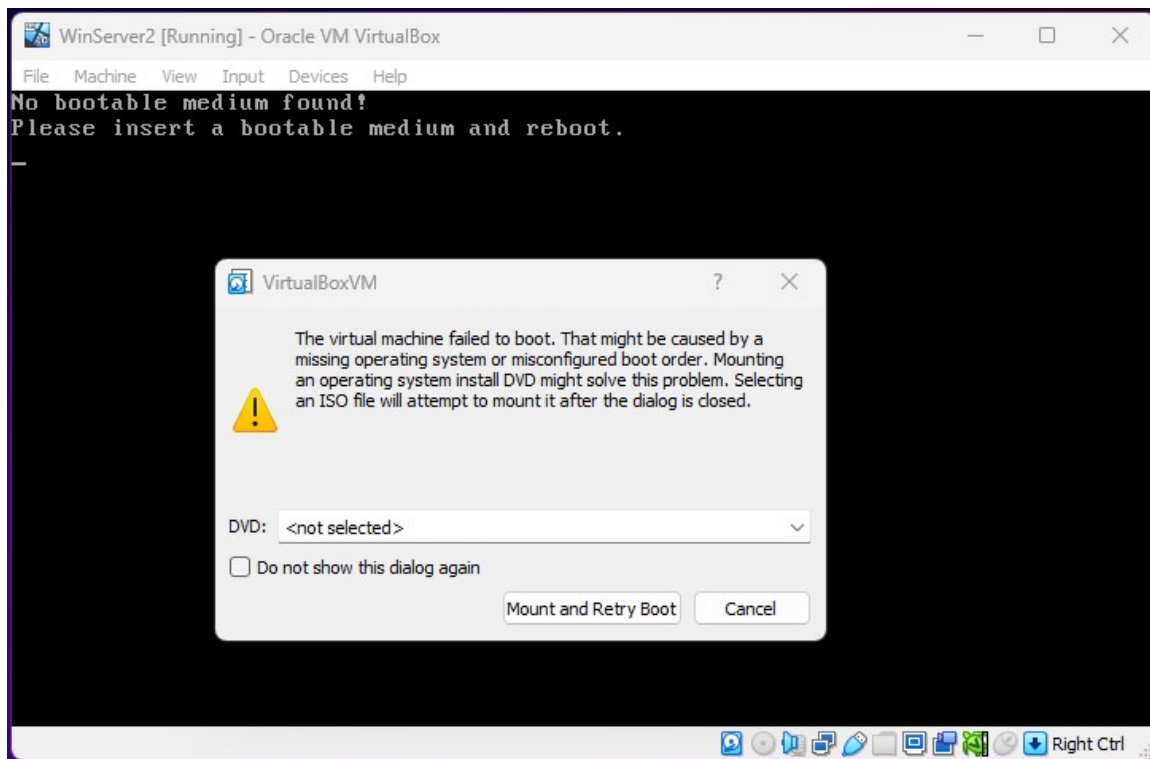 WinServer2 [Running] - Oracle VM VirtualBox
File Machine View Input Devices Help
No bootable medium found!
Please insert a bootable medium and reboot.
_
VirtualBoxVM
The virtual machine failed to boot. That might be caused by a
missing operating system or misconfigured boot order. Mounting
an operating system install DVD might solve this problem. Selecting
an ISO file will attempt to mount it after the dialog is closed.
DVD: <not selected>
Do not show this dialog again
Mount and Retry Boot Cancel
Right Ctrl